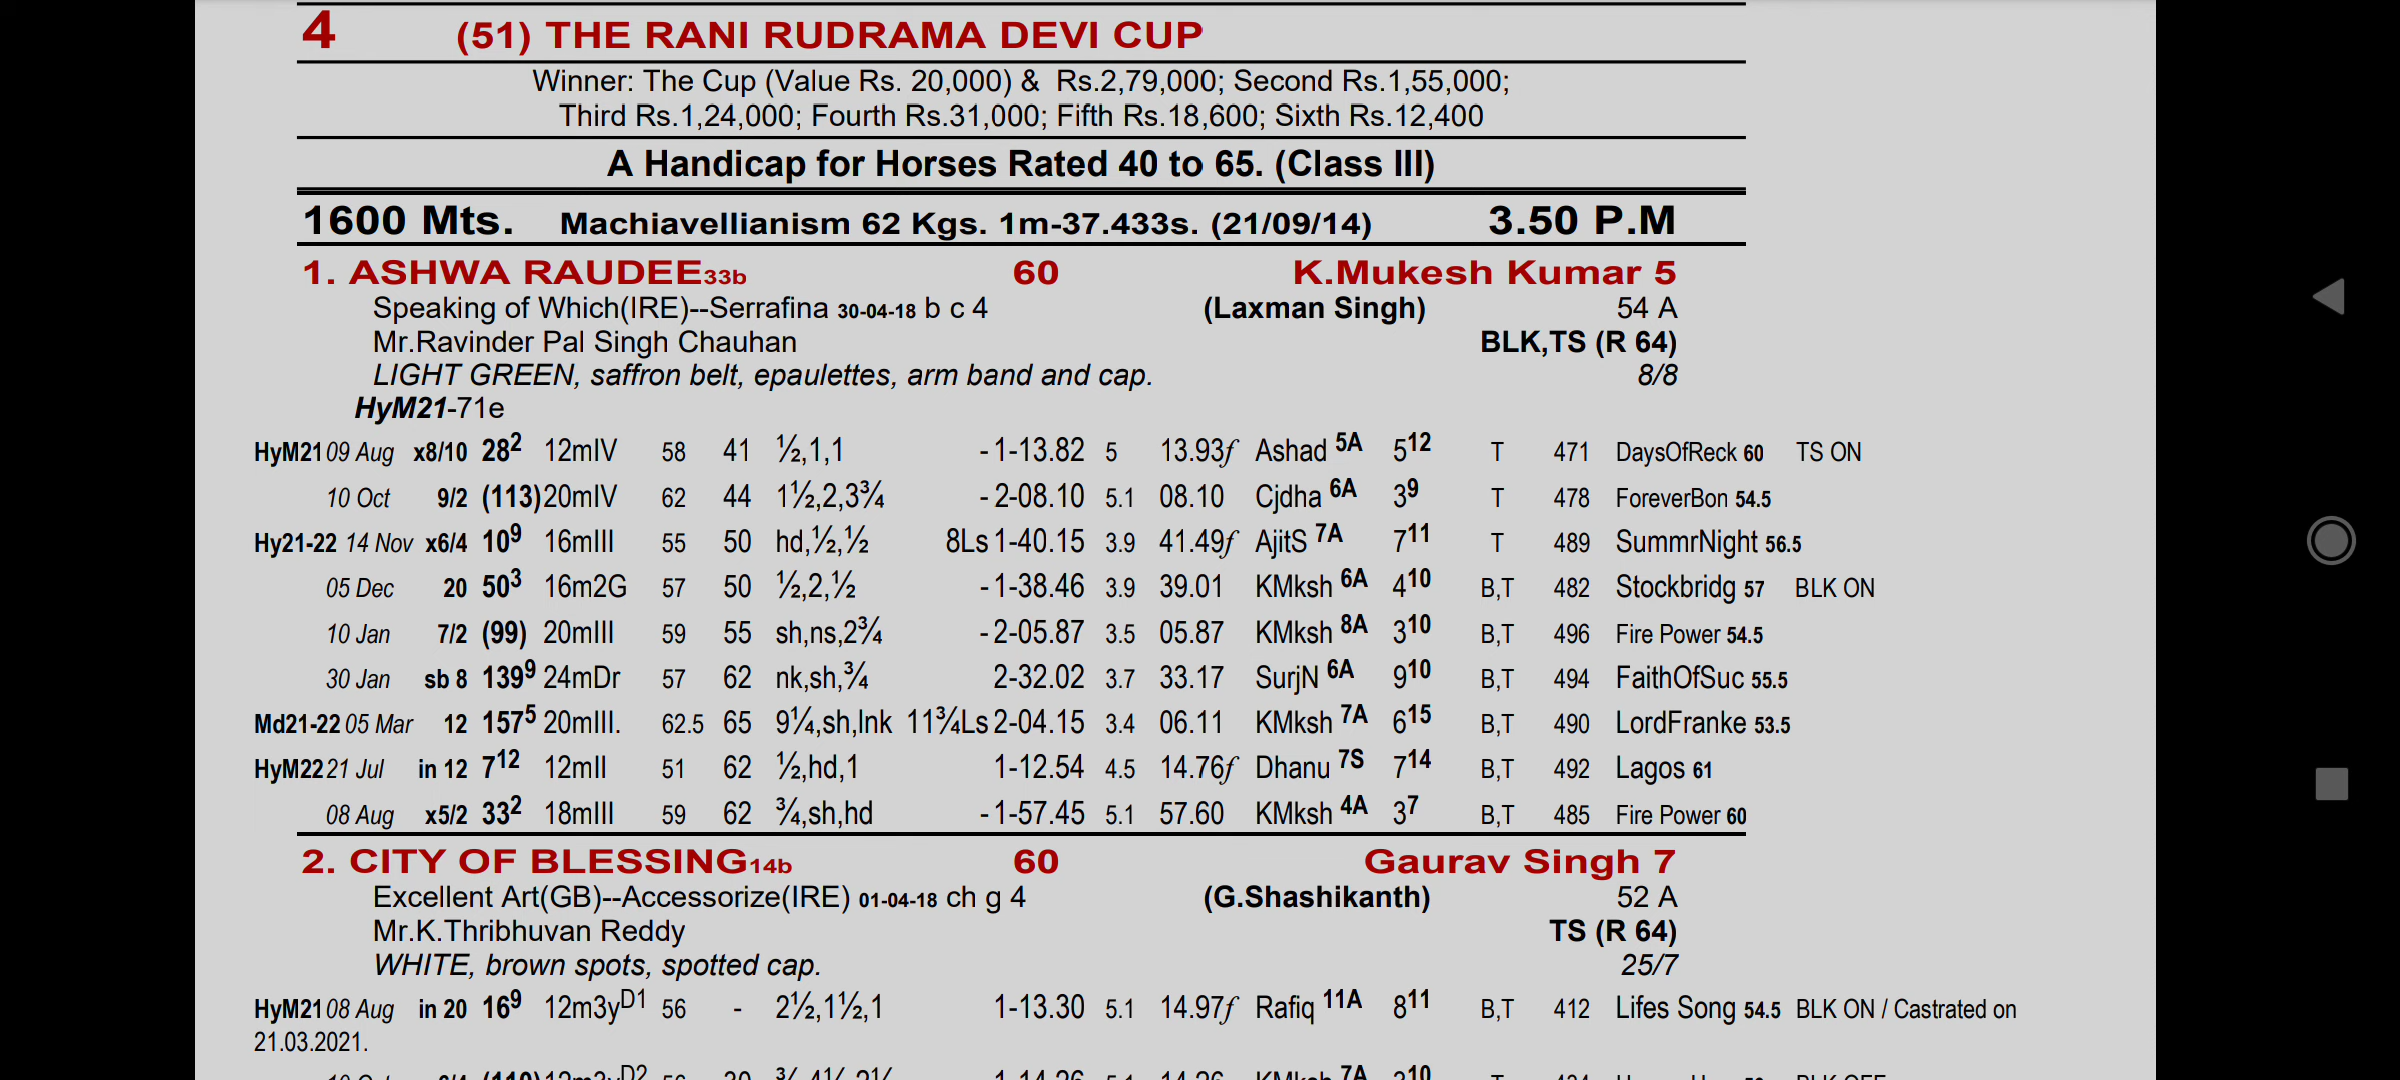 4 (51) THE RANI RUDRAMA DEVI CUP
Winner: The Cup (Value Rs. 20,000) & Rs.2,79,000; Second Rs.1,55,000;
Third Rs.1,24,000; Fourth Rs.31,000; Fifth Rs.18,600; Sixth Rs.12,400
A Handicap for Horses Rated 40 to 65. (Class III)
1600 Mts. Machiavellianism 62 Kgs. 1m-37.433s. (21/09/14) 3.50 P.M
1. ASHWA RAUDEE33b 60 K.Mukesh Kumar 5
Speaking of Which(IRE)--Serrafina 30-04-18 b c 4 (Laxman Singh) 54 A
Mr.Ravinder Pal Singh Chauhan BLK,TS (R 64)
LIGHT GREEN, saffron belt, epaulettes, arm band and cap. 8/8
HyM21-71e
HyM21 09 Aug x8/10 28² 12mIV 58 41 ½,1,1 - 1-13.82 5 13.93f Ashad 5A 5¹² T 471 DaysOfReck 60 TS ON
10 Oct 9/2 (113) 20mIV 62 44 1½,2,3¾ - 2-08.10 5.1 08.10 Cjdha 6A 3⁹ T 478 ForeverBon 54.5
Hy21-22 14 Nov x6/4 10⁹ 16mIII 55 50 hd,½,½ 8Ls 1-40.15 3.9 41.49f AjitS 7A 7¹¹ T 489 SummrNight 56.5
05 Dec 20 50³ 16m2G 57 50 ½,2,½ - 1-38.46 3.9 39.01 KMksh 6A 4¹⁰ B,T 482 Stockbridg 57 BLK ON
10 Jan 7/2 (99) 20mIII 59 55 sh,ns,2¾ - 2-05.87 3.5 05.87 KMksh 8A 3¹⁰ B,T 496 Fire Power 54.5
30 Jan sb 8 139⁹ 24mDr 57 62 nk,sh,¾ 2-32.02 3.7 33.17 SurjN 6A 9¹⁰ B,T 494 FaithOfSuc 55.5
Md21-22 05 Mar 12 157⁵ 20mIII. 62.5 65 9¼,sh,lnk 11¾Ls 2-04.15 3.4 06.11 KMksh 7A 6¹⁵ B,T 490 LordFranke 53.5
HyM22 21 Jul in 12 7¹² 12mII 51 62 ½,hd,1 1-12.54 4.5 14.76f Dhanu 7S 7¹⁴ B,T 492 Lagos 61
08 Aug x5/2 33² 18mIII 59 62 ¾,sh,hd - 1-57.45 5.1 57.60 KMksh 4A 3⁷ B,T 485 Fire Power 60
2. CITY OF BLESSING14b 60 Gaurav Singh 7
Excellent Art(GB)--Accessorize(IRE) 01-04-18 ch g 4 (G.Shashikanth) 52 A
Mr.K.Thribhuvan Reddy TS (R 64)
WHITE, brown spots, spotted cap. 25/7
HyM21 08 Aug in 20 16⁹ 12m3yD1 56 - 2½,1½,1 1-13.30 5.1 14.97f Rafiq 11A 8¹¹ B,T 412 Lifes Song 54.5 BLK ON / Castrated on
21.03.2021.